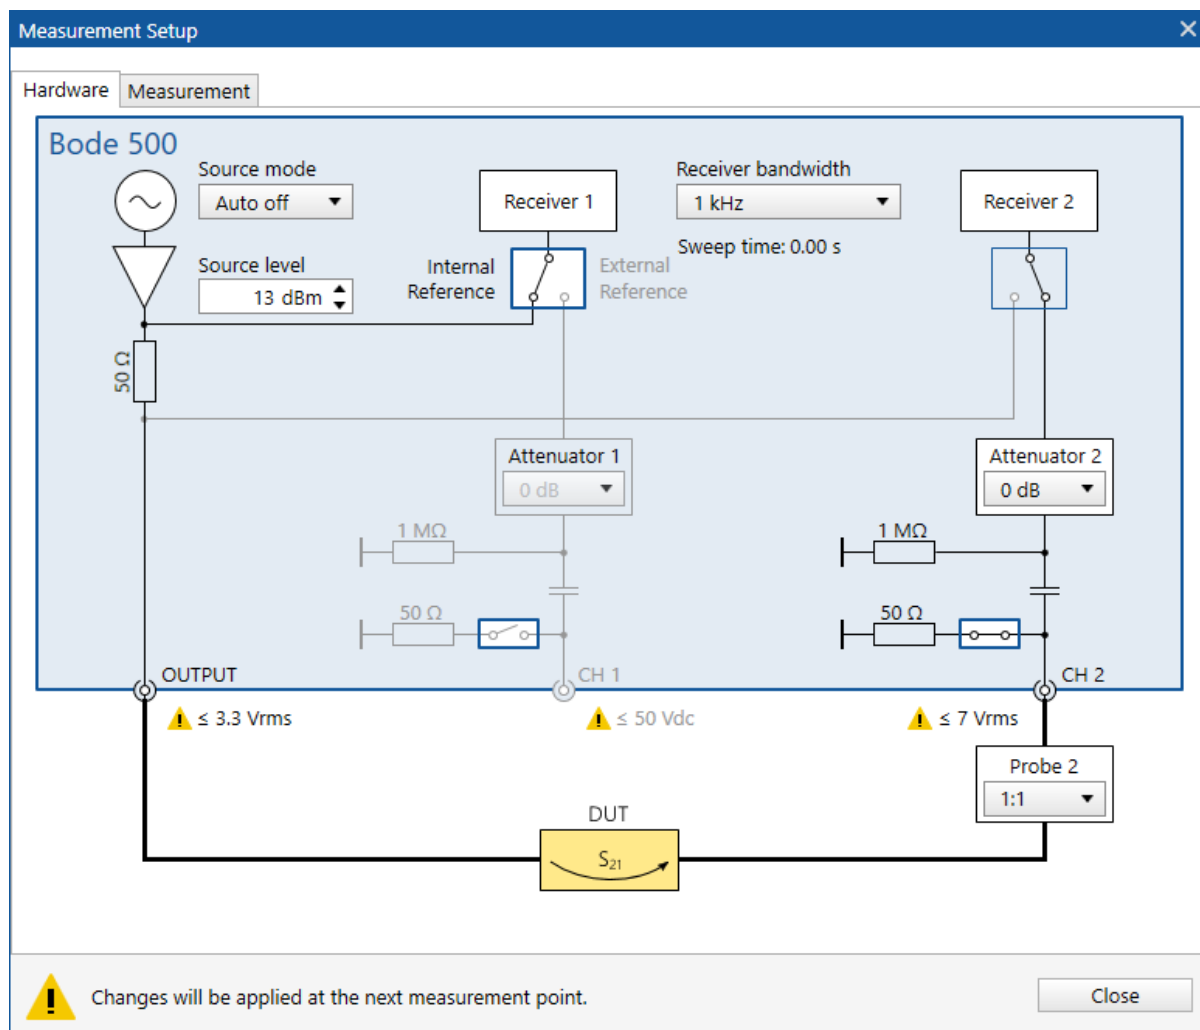 Measurement Setup
Hardware
Measurement
Bode 500
Source mode
Auto off
Source level
13 dBm
Receiver 1
Receiver bandwidth
1 kHz
Sweep time: 0.00 s
Receiver 2
Internal
Reference
External
Reference
50 Ω
Attenuator 1
0 dB
Attenuator 2
0 dB
1 MΩ
1 MΩ
50 Ω
50 Ω
OUTPUT
CH 1
CH 2
≤ 3.3 Vrms
≤ 50 Vdc
≤ 7 Vrms
Probe 2
1:1
DUT
S21
Changes will be applied at the next measurement point.
Close